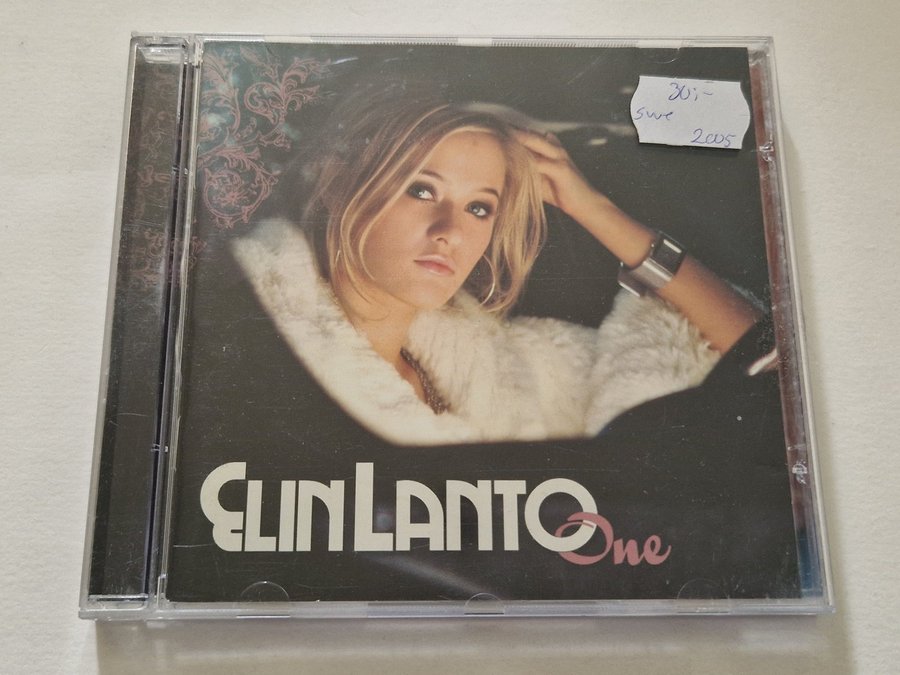 30:-
swe
2005
ELIN LANTO
One